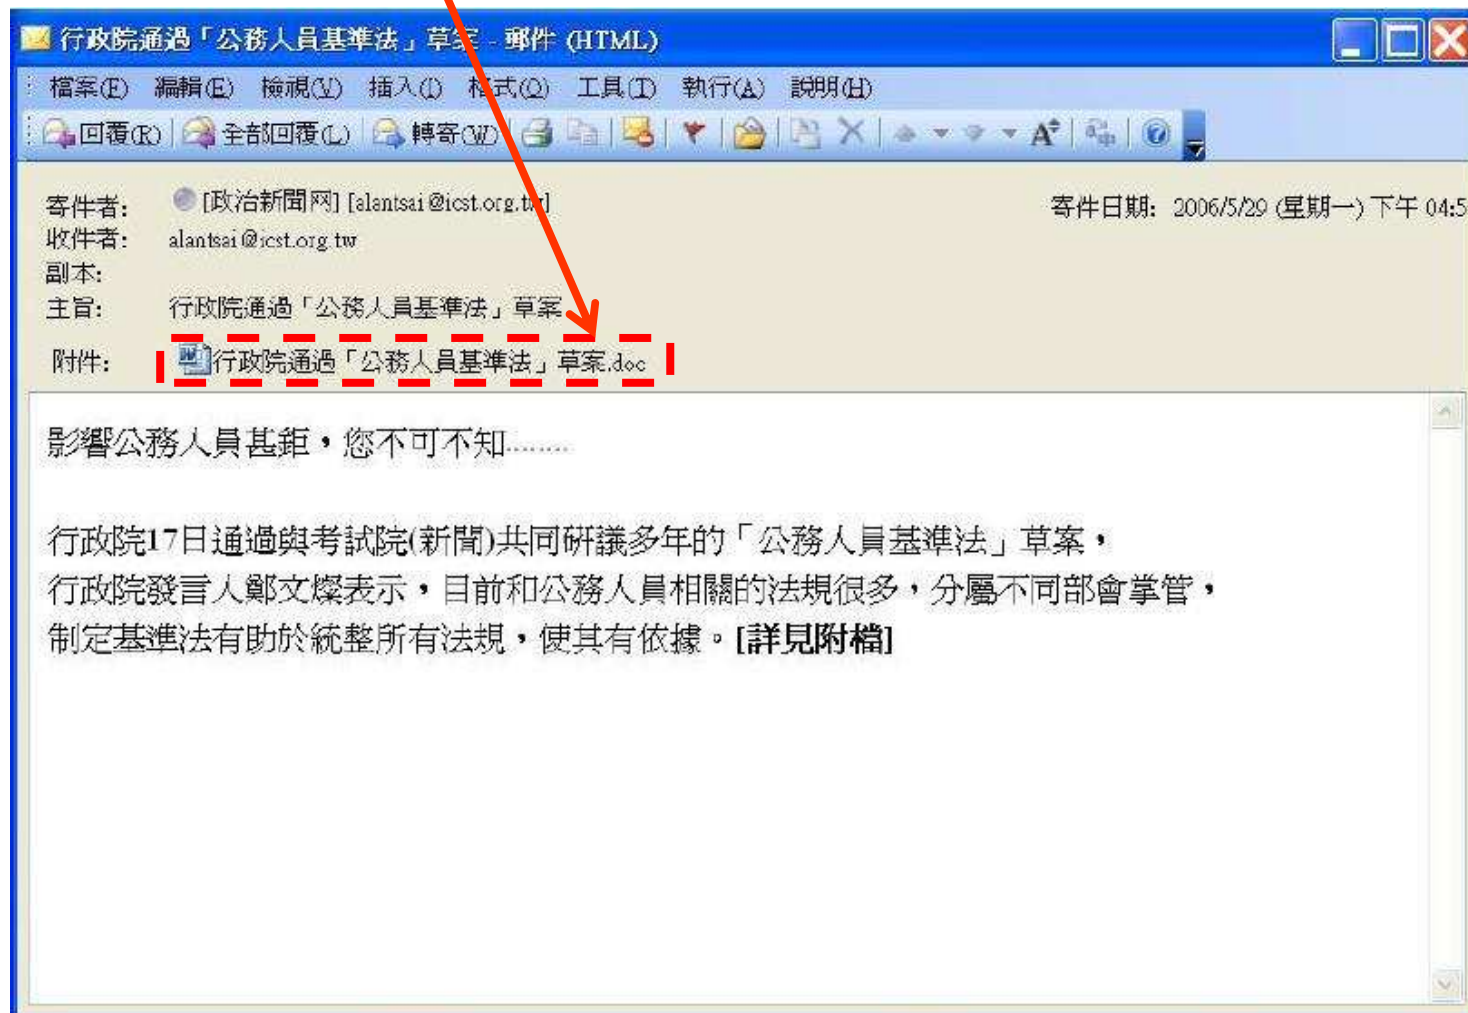 行政院通過「公務人員基準法」草案 - 郵件 (HTML)
檔案(F) 編輯(E) 檢視(V) 插入(I) 格式(O) 工具(T) 執行(A) 說明(H)
回覆(R) 全部回覆(L) 轉寄(W)
寄件者: [政治新聞网] [alantsai@icst.org.tw] 寄件日期: 2006/5/29 (星期一) 下午 04:5
收件者: alantsai@icst.org.tw
副本:
主旨: 行政院通過「公務人員基準法」草案
附件: 行政院通過「公務人員基準法」草案.doc
影響公務人員甚鉅，您不可不知........
行政院17日通過與考試院(新聞)共同研議多年的「公務人員基準法」草案，
行政院發言人鄭文燦表示，目前和公務人員相關的法規很多，分屬不同部會掌管，
制定基準法有助於統整所有法規，使其有依據。[詳見附檔]